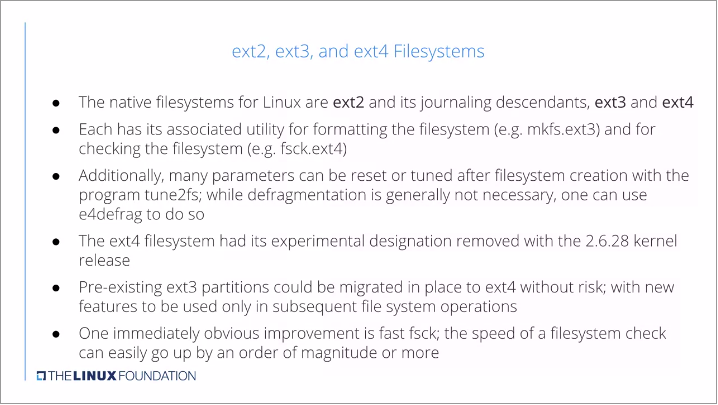 ext2, ext3, and ext4 Filesystems
● The native filesystems for Linux are ext2 and its journaling descendants, ext3 and ext4
● Each has its associated utility for formatting the filesystem (e.g. mkfs.ext3) and for
checking the filesystem (e.g. fsck.ext4)
● Additionally, many parameters can be reset or tuned after filesystem creation with the
program tune2fs; while defragmentation is generally not necessary, one can use
e4defrag to do so
● The ext4 filesystem had its experimental designation removed with the 2.6.28 kernel
release
● Pre-existing ext3 partitions could be migrated in place to ext4 without risk; with new
features to be used only in subsequent file system operations
● One immediately obvious improvement is fast fsck; the speed of a filesystem check
can easily go up by an order of magnitude or more
THE LINUX FOUNDATION